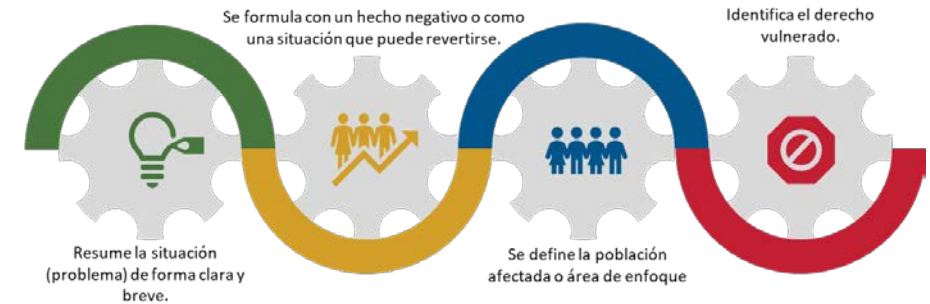 Resume la situación
(problema) de forma clara y
breve.
Se formula con un hecho negativo o como
una situación que puede revertirse.
Se define la población
afectada o área de enfoque
Identifica el derecho
vulnerado.